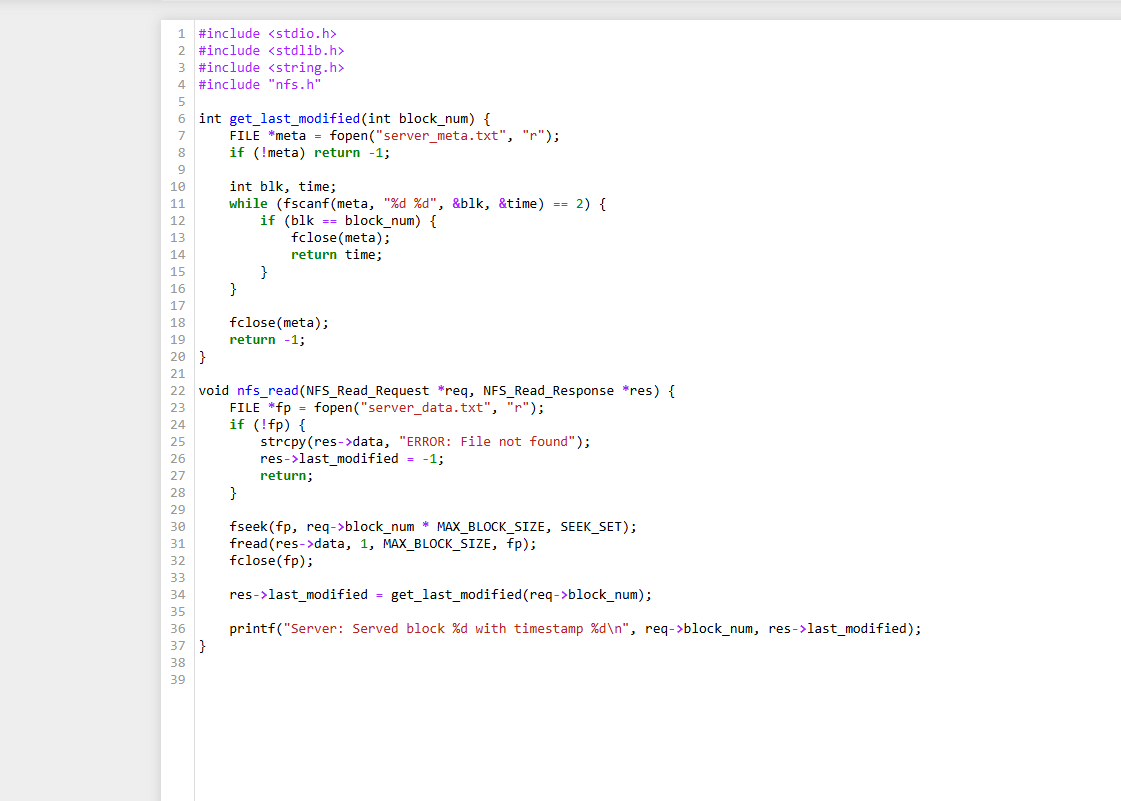 1 #include <stdio.h>
2 #include <stdlib.h>
3 #include <string.h>
4 #include "nfs.h"
5
6 int get_last_modified(int block_num) {
7     FILE *meta = fopen("server_meta.txt", "r");
8     if (!meta) return -1;
9
10     int blk, time;
11     while (fscanf(meta, "%d %d", &blk, &time) == 2) {
12         if (blk == block_num) {
13             fclose(meta);
14             return time;
15         }
16     }
17
18     fclose(meta);
19     return -1;
20 }
21
22 void nfs_read(NFS_Read_Request *req, NFS_Read_Response *res) {
23     FILE *fp = fopen("server_data.txt", "r");
24     if (!fp) {
25         strcpy(res->data, "ERROR: File not found");
26         res->last_modified = -1;
27         return;
28     }
29
30     fseek(fp, req->block_num * MAX_BLOCK_SIZE, SEEK_SET);
31     fread(res->data, 1, MAX_BLOCK_SIZE, fp);
32     fclose(fp);
33
34     res->last_modified = get_last_modified(req->block_num);
35
36     printf("Server: Served block %d with timestamp %d\n", req->block_num, res->last_modified);
37 }
38
39